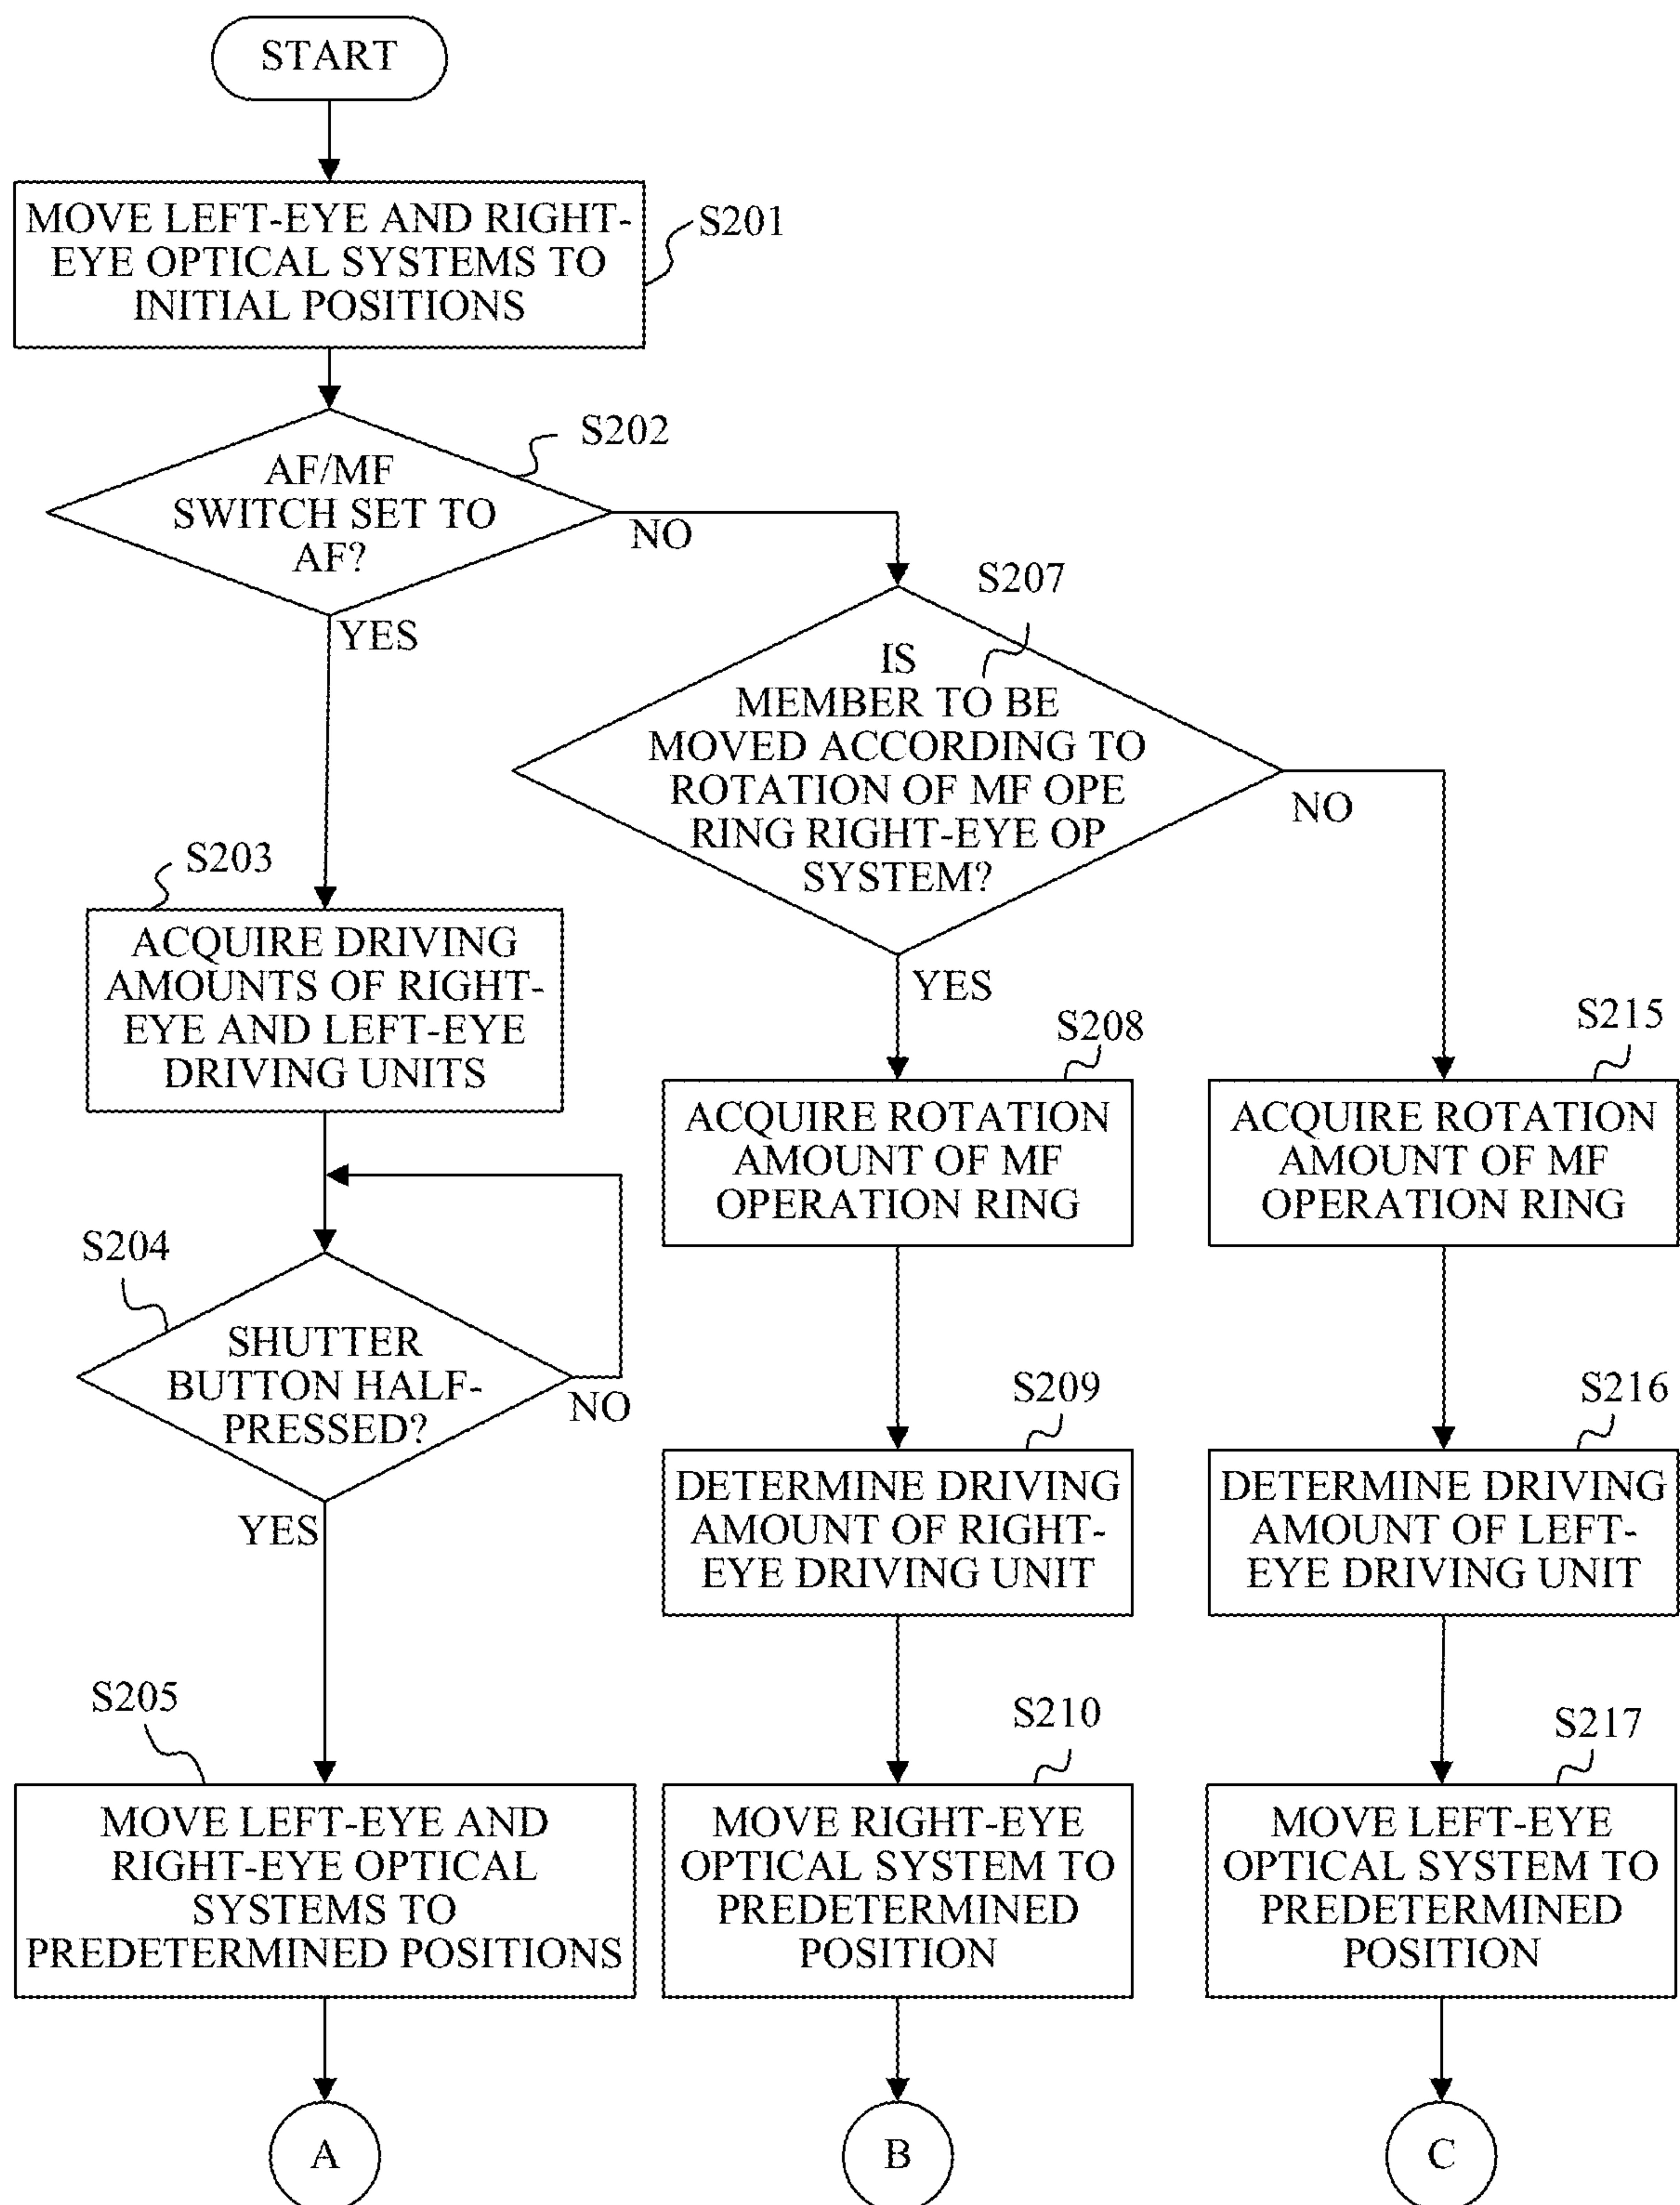 START
MOVE LEFT-EYE AND RIGHT-
EYE OPTICAL SYSTEMS TO
INITIAL POSITIONS
S201
S202
AF/MF
SWITCH SET TO
AF?
NO
YES
S207
IS
MEMBER TO BE
MOVED ACCORDING TO
ROTATION OF MF OPE
RING RIGHT-EYE OP
SYSTEM?
NO
YES
S203
ACQUIRE DRIVING
AMOUNTS OF RIGHT-
EYE AND LEFT-EYE
DRIVING UNITS
S204
SHUTTER
BUTTON HALF-
PRESSED?
NO
YES
S205
MOVE LEFT-EYE AND
RIGHT-EYE OPTICAL
SYSTEMS TO
PREDETERMINED POSITIONS
A
S208
ACQUIRE ROTATION
AMOUNT OF MF
OPERATION RING
S209
DETERMINE DRIVING
AMOUNT OF RIGHT-
EYE DRIVING UNIT
S210
MOVE RIGHT-EYE
OPTICAL SYSTEM TO
PREDETERMINED
POSITION
B
S215
ACQUIRE ROTATION
AMOUNT OF MF
OPERATION RING
S216
DETERMINE DRIVING
AMOUNT OF LEFT-
EYE DRIVING UNIT
S217
MOVE LEFT-EYE
OPTICAL SYSTEM TO
PREDETERMINED
POSITION
C